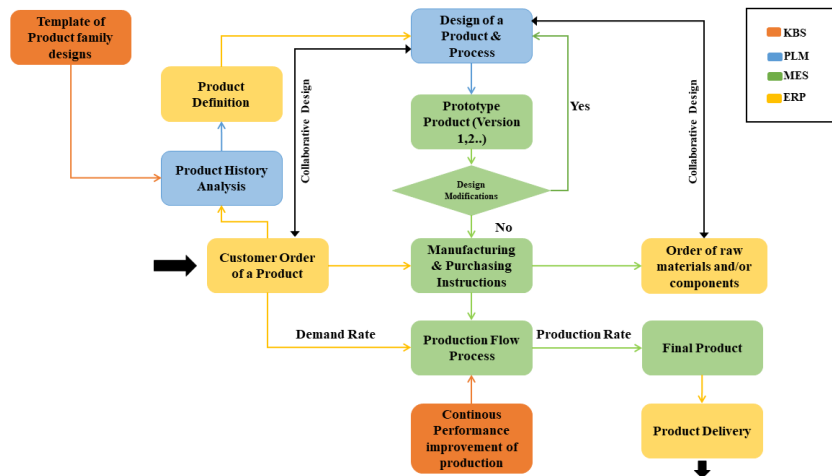 Template of
Product family
designs
Design of a
Product &
Process
KBS
PLM
MES
ERP
Product
Definition
Collaborative Design
Prototype
Product (Version
1,2..)
Yes
Collaborative Design
Product History
Analysis
Design
Modifications
No
Customer Order
of a Product
Manufacturing
& Purchasing
Instructions
Order of raw
materials and/or
components
Demand Rate
Production Flow
Process
Production Rate
Final Product
Continous
Performance
improvement of
production
Product Delivery